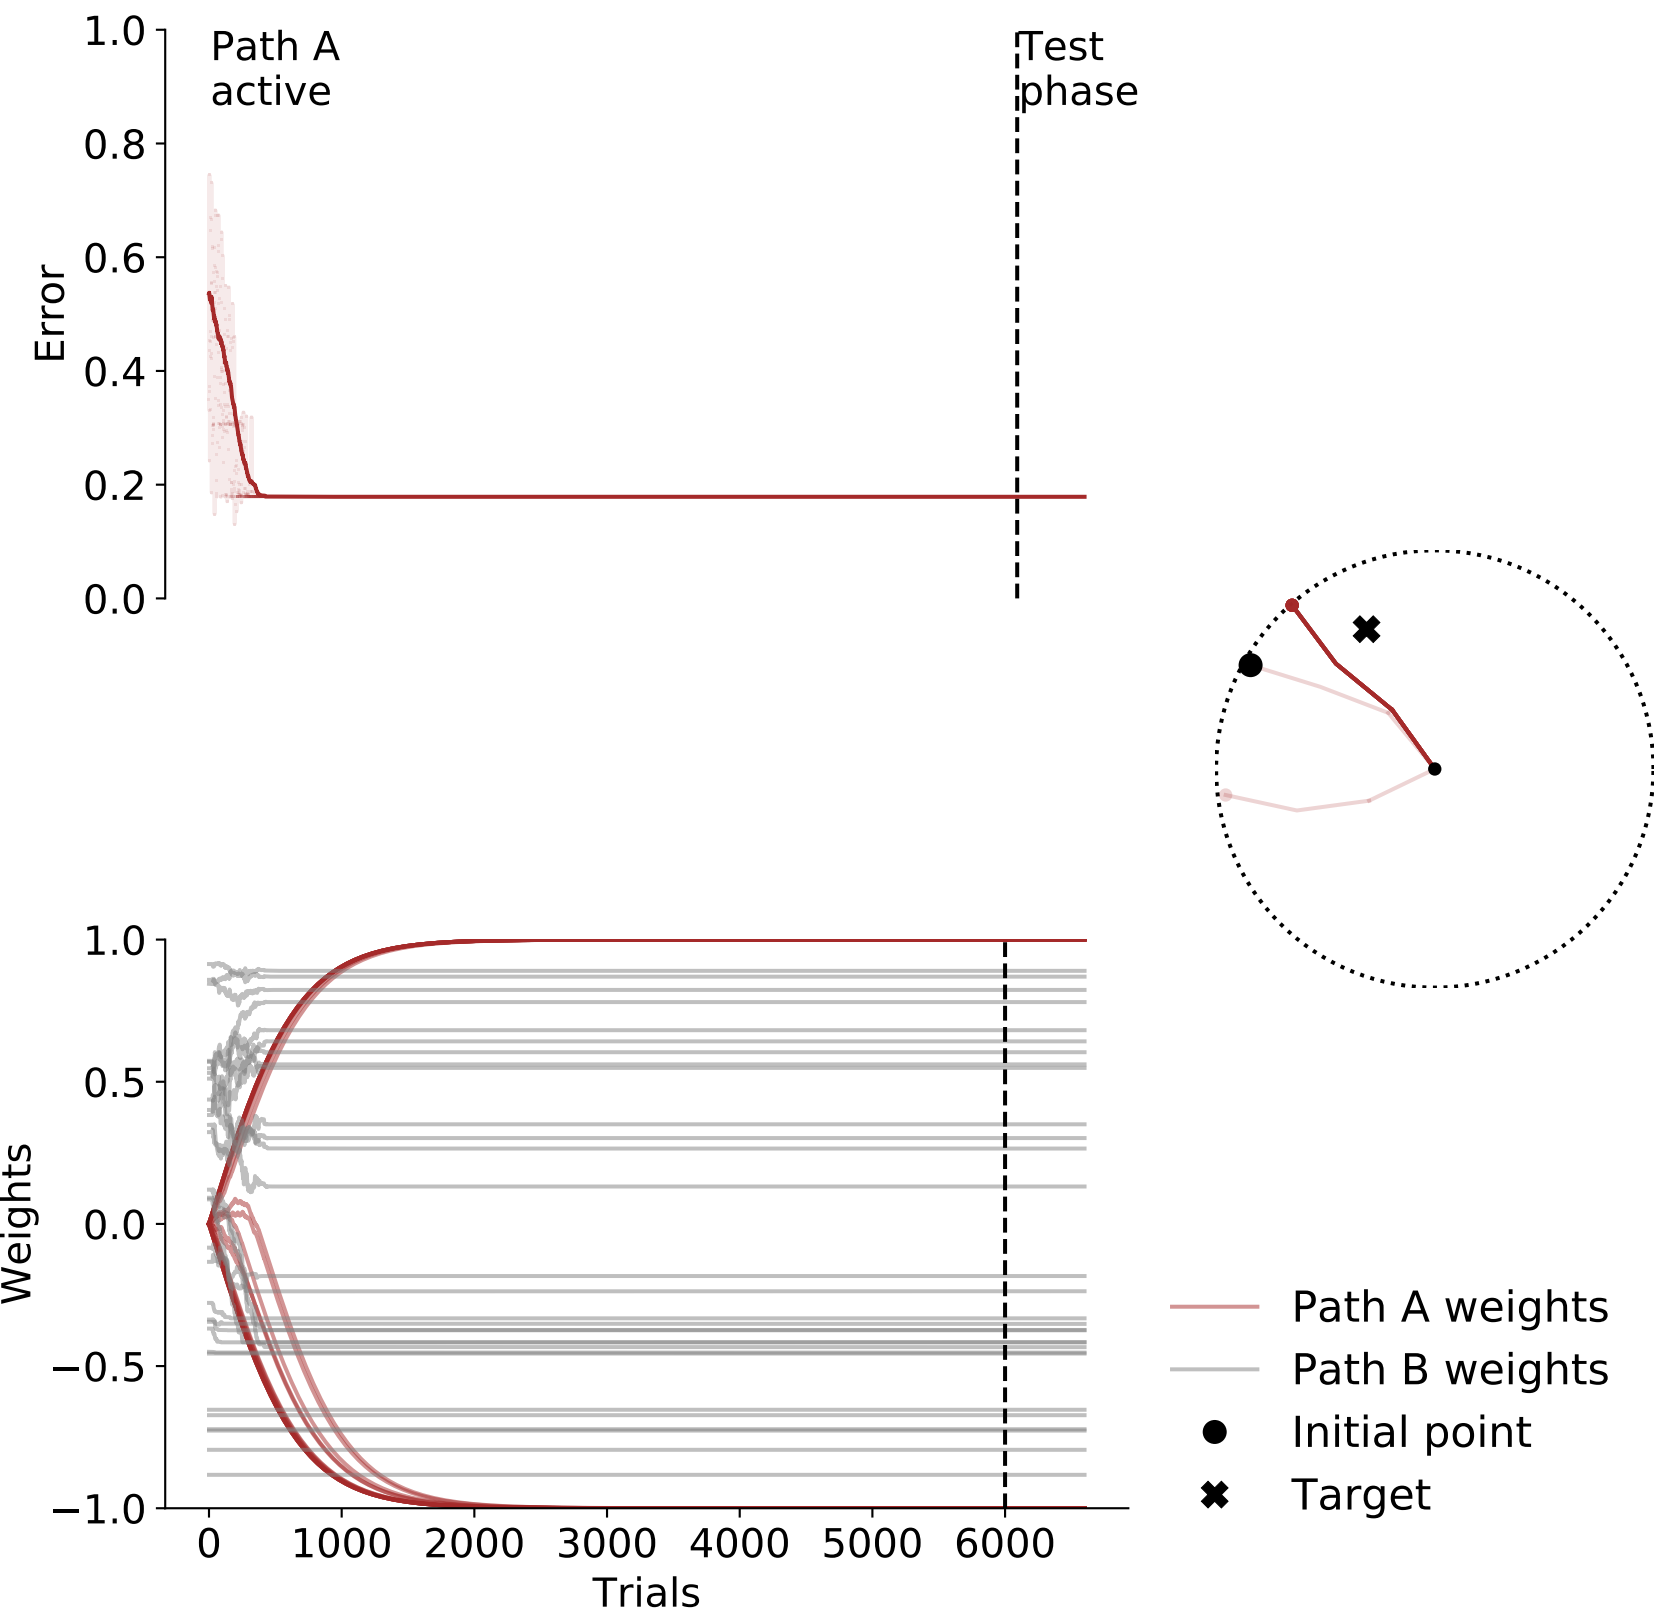 Path A
active
Test
phase
1.0
0.8
0.6
0.4
0.2
0.0
Error
1.0
0.5
0.0
−0.5
−1.0
Weights
0 1000 2000 3000 4000 5000 6000
Trials
Path A weights
Path B weights
Initial point
Target